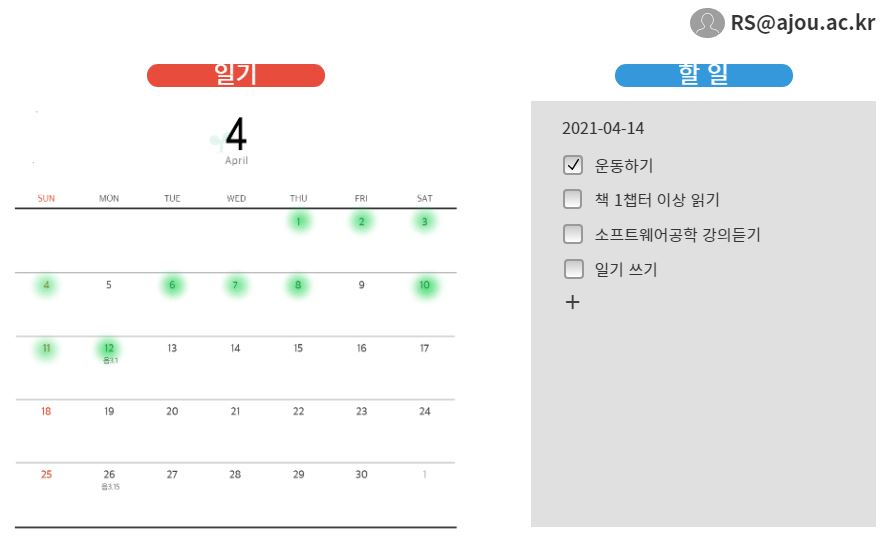 RS@ajou.ac.kr
일기
할 일
4
April
2021-04-14
운동하기
책 1챕터 이상 읽기
소프트웨어공학 강의듣기
일기 쓰기
+
SUN MON TUE WED THU FRI SAT
1 2 3
4 5 6 7 8 9 10
11 12 13 14 15 16 17
음3.1
18 19 20 21 22 23 24
25 26 27 28 29 30 1
음3.15